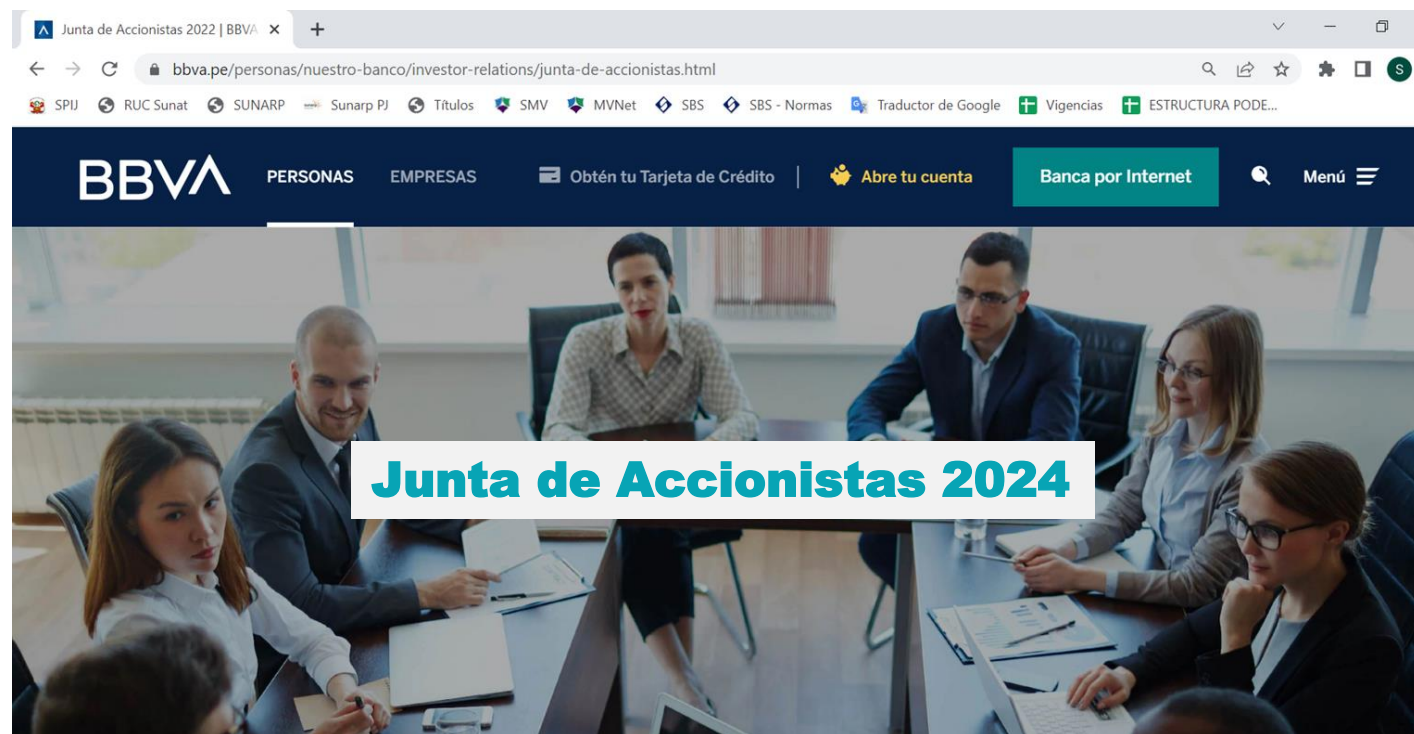 Junta de Accionistas 2022 | BBVA
bbva.pe/personas/nuestro-banco/investor-relations/junta-de-accionistas.html S
SPIJ RUC Sunat SUNARP Sunarp PJ Títulos SMV MVNet SBS SBS - Normas Traductor de Google Vigencias ESTRUCTURA PODE...
BBVA PERSONAS EMPRESAS Obtén tu Tarjeta de Crédito | Abre tu cuenta Banca por Internet Menú
Junta de Accionistas 2024